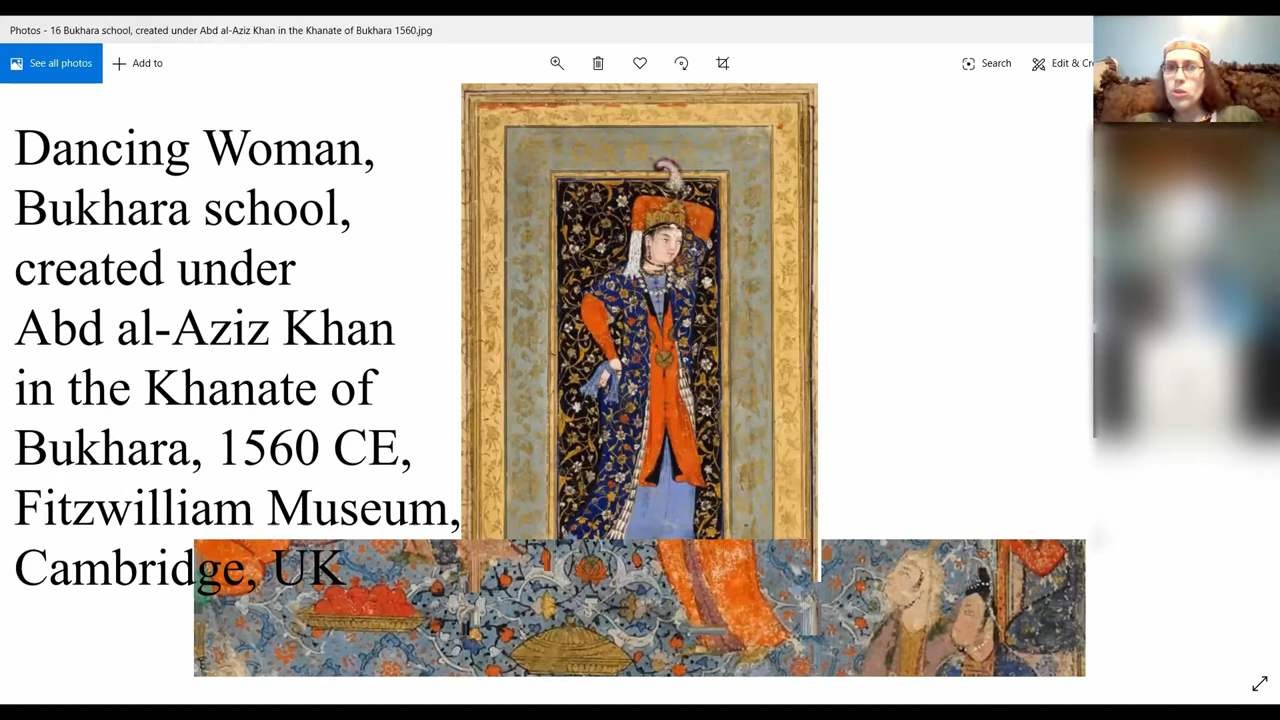 Photos - 16 Bukhara school, created under Abd al-Aziz Khan in the Khanate of Bukhara 1560.jpg
See all photos
Add to
Search
Edit & Cr
Dancing Woman,
Bukhara school,
created under
Abd al-Aziz Khan
in the Khanate of
Bukhara, 1560 CE,
Fitzwilliam Museum,
Cambridge, UK